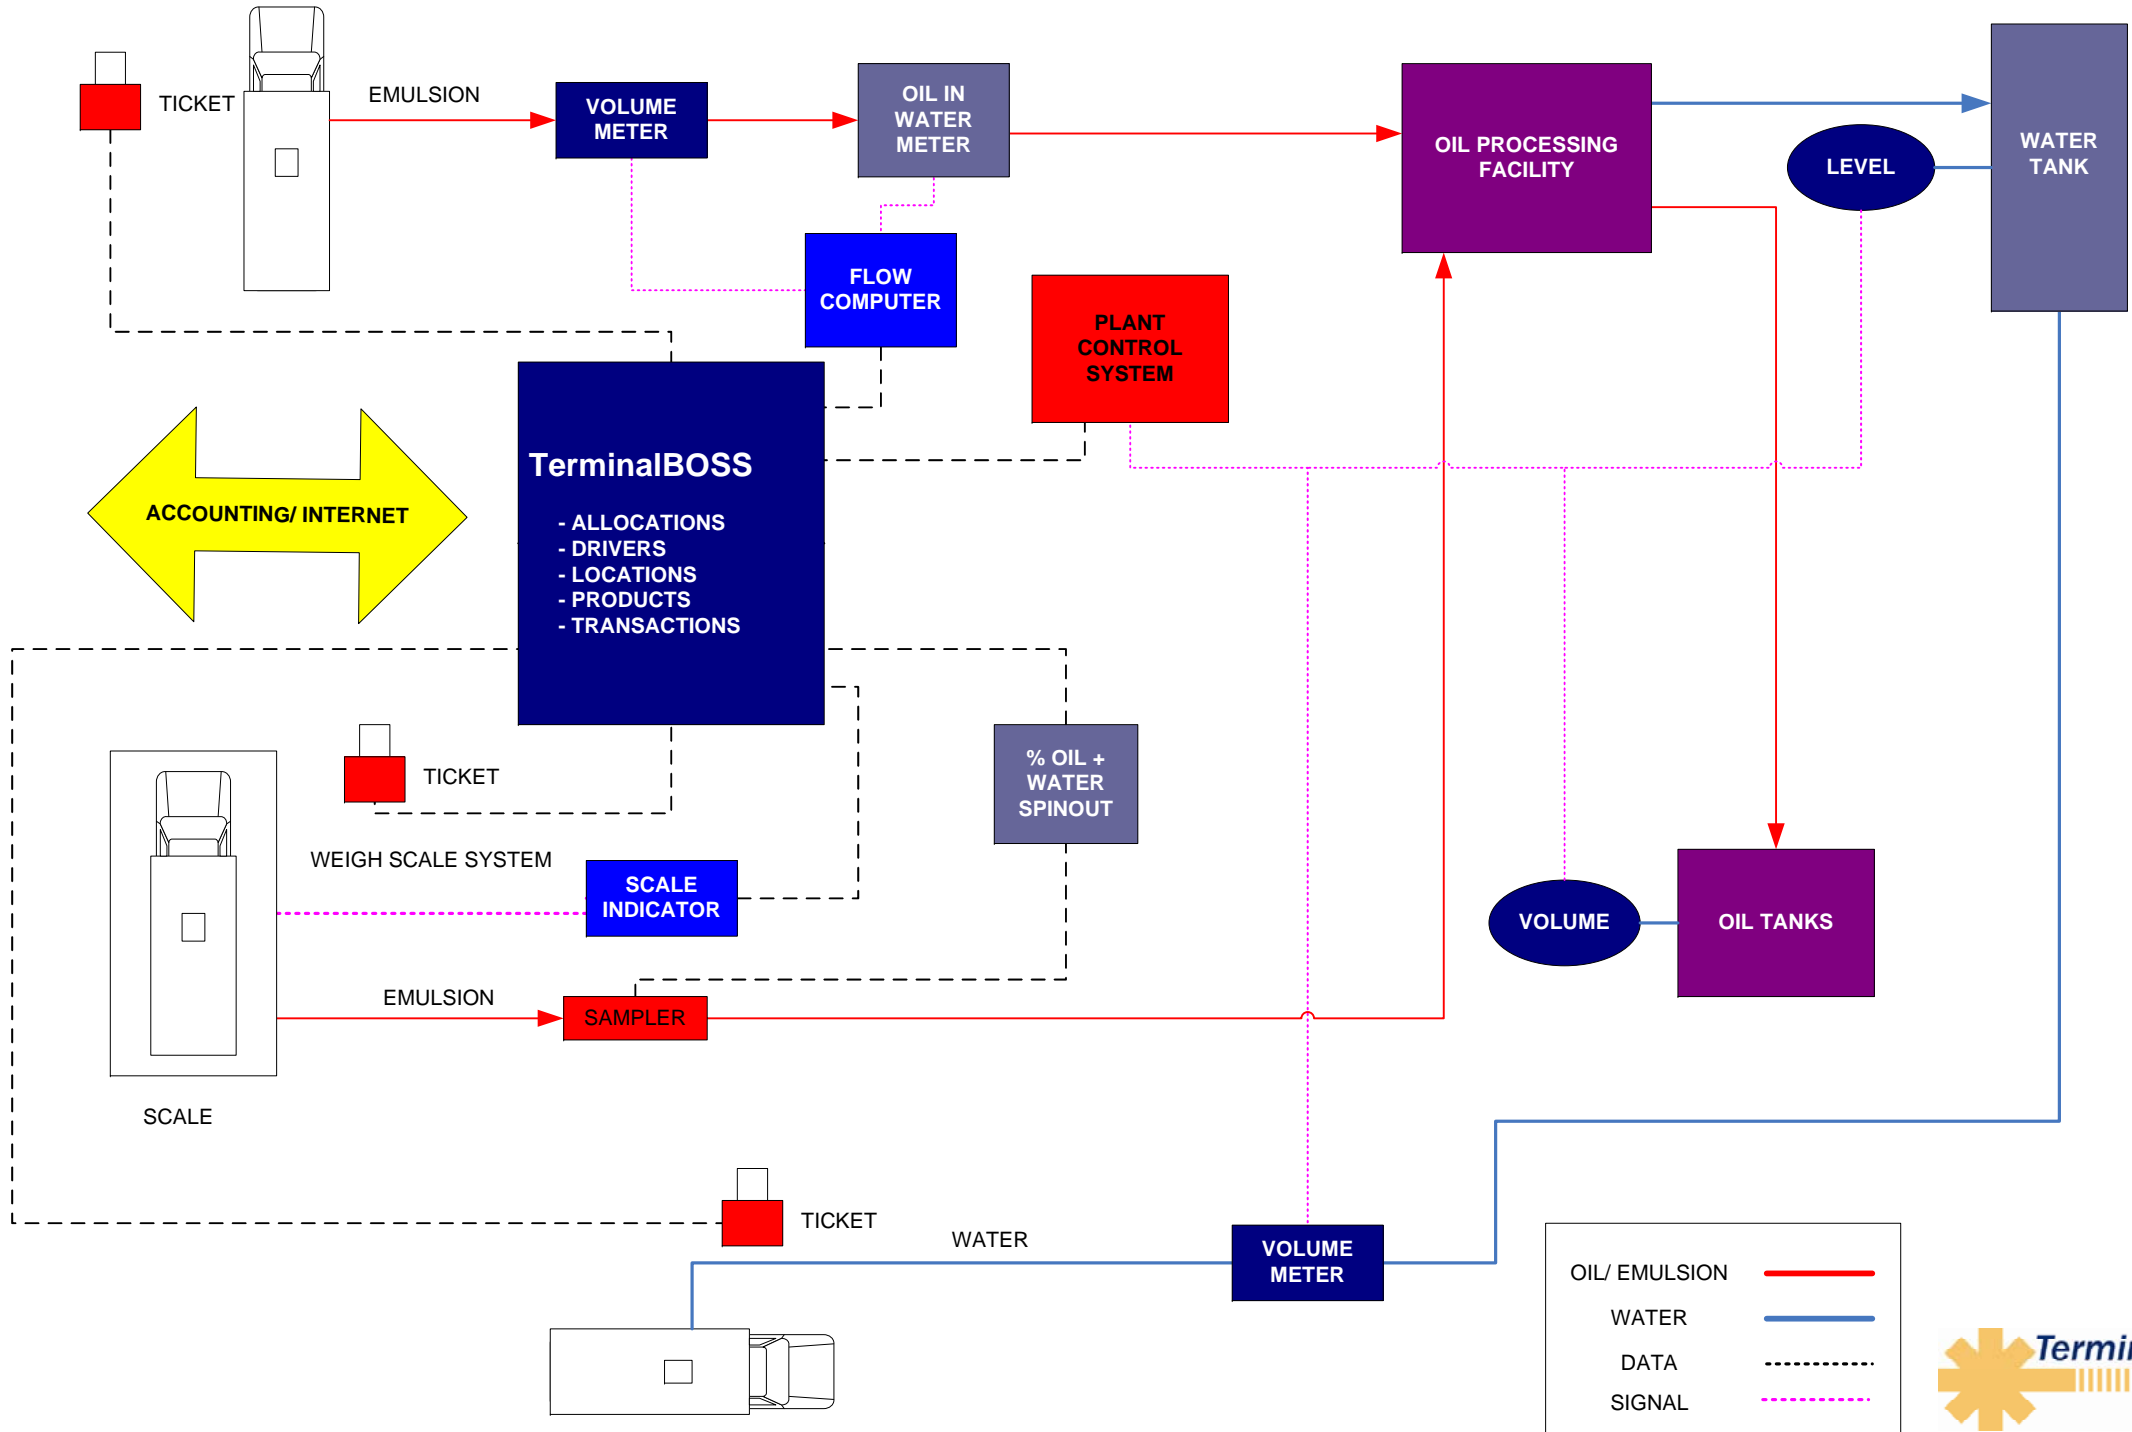 TICKET
EMULSION
VOLUME
METER
OIL IN
WATER
METER
OIL PROCESSING
FACILITY
WATER
TANK
LEVEL
FLOW
COMPUTER
PLANT
CONTROL
SYSTEM
TerminalBOSS
- ALLOCATIONS
- DRIVERS
- LOCATIONS
- PRODUCTS
- TRANSACTIONS
ACCOUNTING/ INTERNET
TICKET
% OIL +
WATER
SPINOUT
WEIGH SCALE SYSTEM
SCALE
INDICATOR
VOLUME
OIL TANKS
EMULSION
SAMPLER
SCALE
TICKET
WATER
VOLUME
METER
OIL/ EMULSION
WATER
DATA
SIGNAL